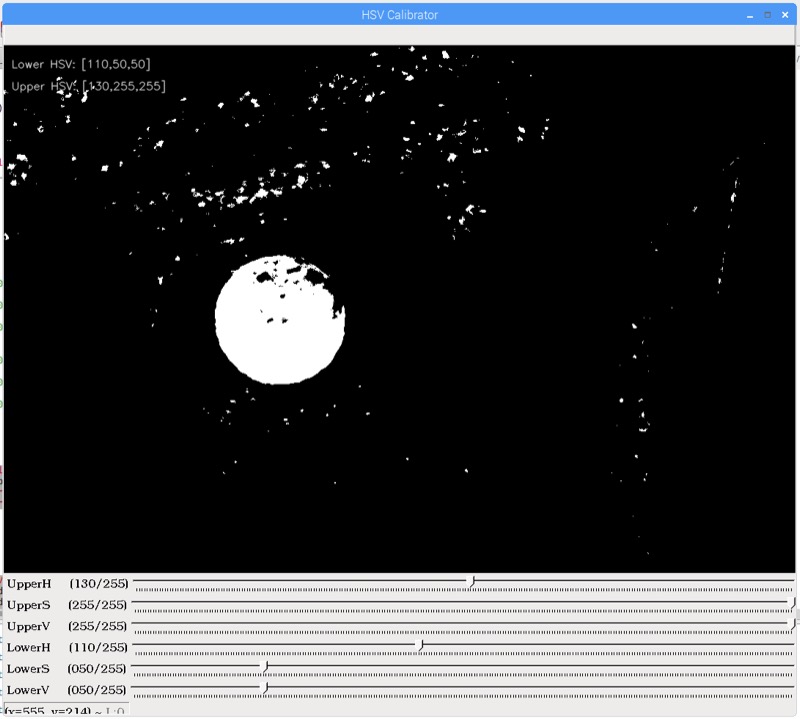 HSV Calibrator
Lower HSV: [110,50,50]
Upper HSV: [130,255,255]
UpperH (130/255)
UpperS (255/255)
UpperV (255/255)
LowerH (110/255)
LowerS (050/255)
LowerV (050/255)
(x=555, y=214) ~ L:0